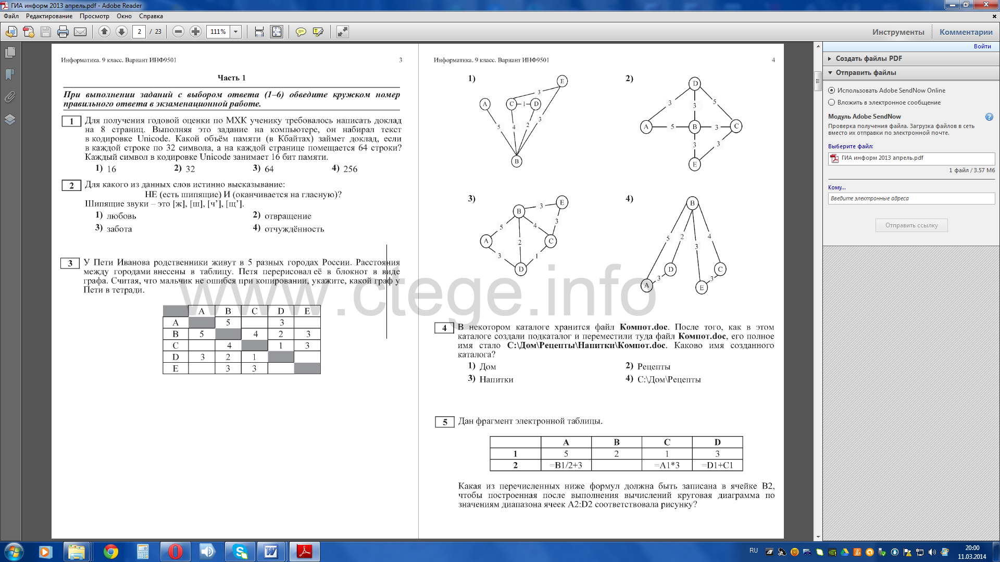 ГИА информ 2013 апрель.pdf - Adobe Reader
Файл Редактирование Просмотр Окно Справка
2 / 23 111% Инструменты Комментарии
Войти
Информатика. 9 класс. Вариант ИНФ9501 3
Часть 1
При выполнении заданий с выбором ответа (1–6) обведите кружком номер
правильного ответа в экзаменационной работе.
1 Для получения годовой оценки по МХК ученику требовалось написать доклад
на 8 страниц. Выполняя это задание на компьютере, он набирал текст
в кодировке Unicode. Какой объём памяти (в Кбайтах) займет доклад, если
в каждой строке по 32 символа, а на каждой странице помещается 64 строки?
Каждый символ в кодировке Unicode занимает 16 бит памяти.
1) 16 2) 32 3) 64 4) 256
2 Для какого из данных слов истинно высказывание:
НЕ (есть шипящие) И (оканчивается на гласную)?
Шипящие звуки – это [ж], [ш], [ч’], [щ’].
1) любовь 2) отвращение
3) забота 4) отчуждённость
3 У Пети Иванова родственники живут в 5 разных городах России. Расстояния
между городами внесены в таблицу. Петя перерисовал её в блокнот в виде
графа. Считая, что мальчик не ошибся при копировании, укажите, какой граф у
Пети в тетради.
A B C D E
A 5 3
B 5 4 2 3
C 4 1 3
D 3 2 1
E 3 3
www.ctege.info
Информатика. 9 класс. Вариант ИНФ9501 4
1)
E
3
A C 1 D
5 4 2 3
B
2)
D
3 3 5
A 5 B 3 C
3 3
E
3)
E
B 3
5 4 3
A 2 C
3 1
D
4)
B
5 2 3 4
D C
A 3 E 3
4 В некотором каталоге хранится файл Компот.doc. После того, как в этом
каталоге создали подкаталог и переместили туда файл Компот.doc, его полное
имя стало C:\Дом\Рецепты\Напитки\Компот.doc. Каково имя созданного
каталога?
1) Дом 2) Рецепты
3) Напитки 4) C:\Дом\Рецепты
5 Дан фрагмент электронной таблицы.
A B C D
1 5 2 1 3
2 =B1/2+3 =A1*3 =D1+C1
Какая из перечисленных ниже формул должна быть записана в ячейке B2,
чтобы построенная после выполнения вычислений круговая диаграмма по
значениям диапазона ячеек A2:D2 соответствовала рисунку?
Создать файлы PDF
Отправить файлы
Использовать Adobe SendNow Online
Вложить в электронное сообщение
Модуль Adobe SendNow
Проверка получения файла. Загрузка файлов в сеть
вместо их отправки по электронной почте.
Выберите файл:
ГИА информ 2013 апрель.pdf
1 файл / 3.57 Мб
Кому...
Введите электронные адреса
Отправить ссылку
RU
20:00
11.03.2014